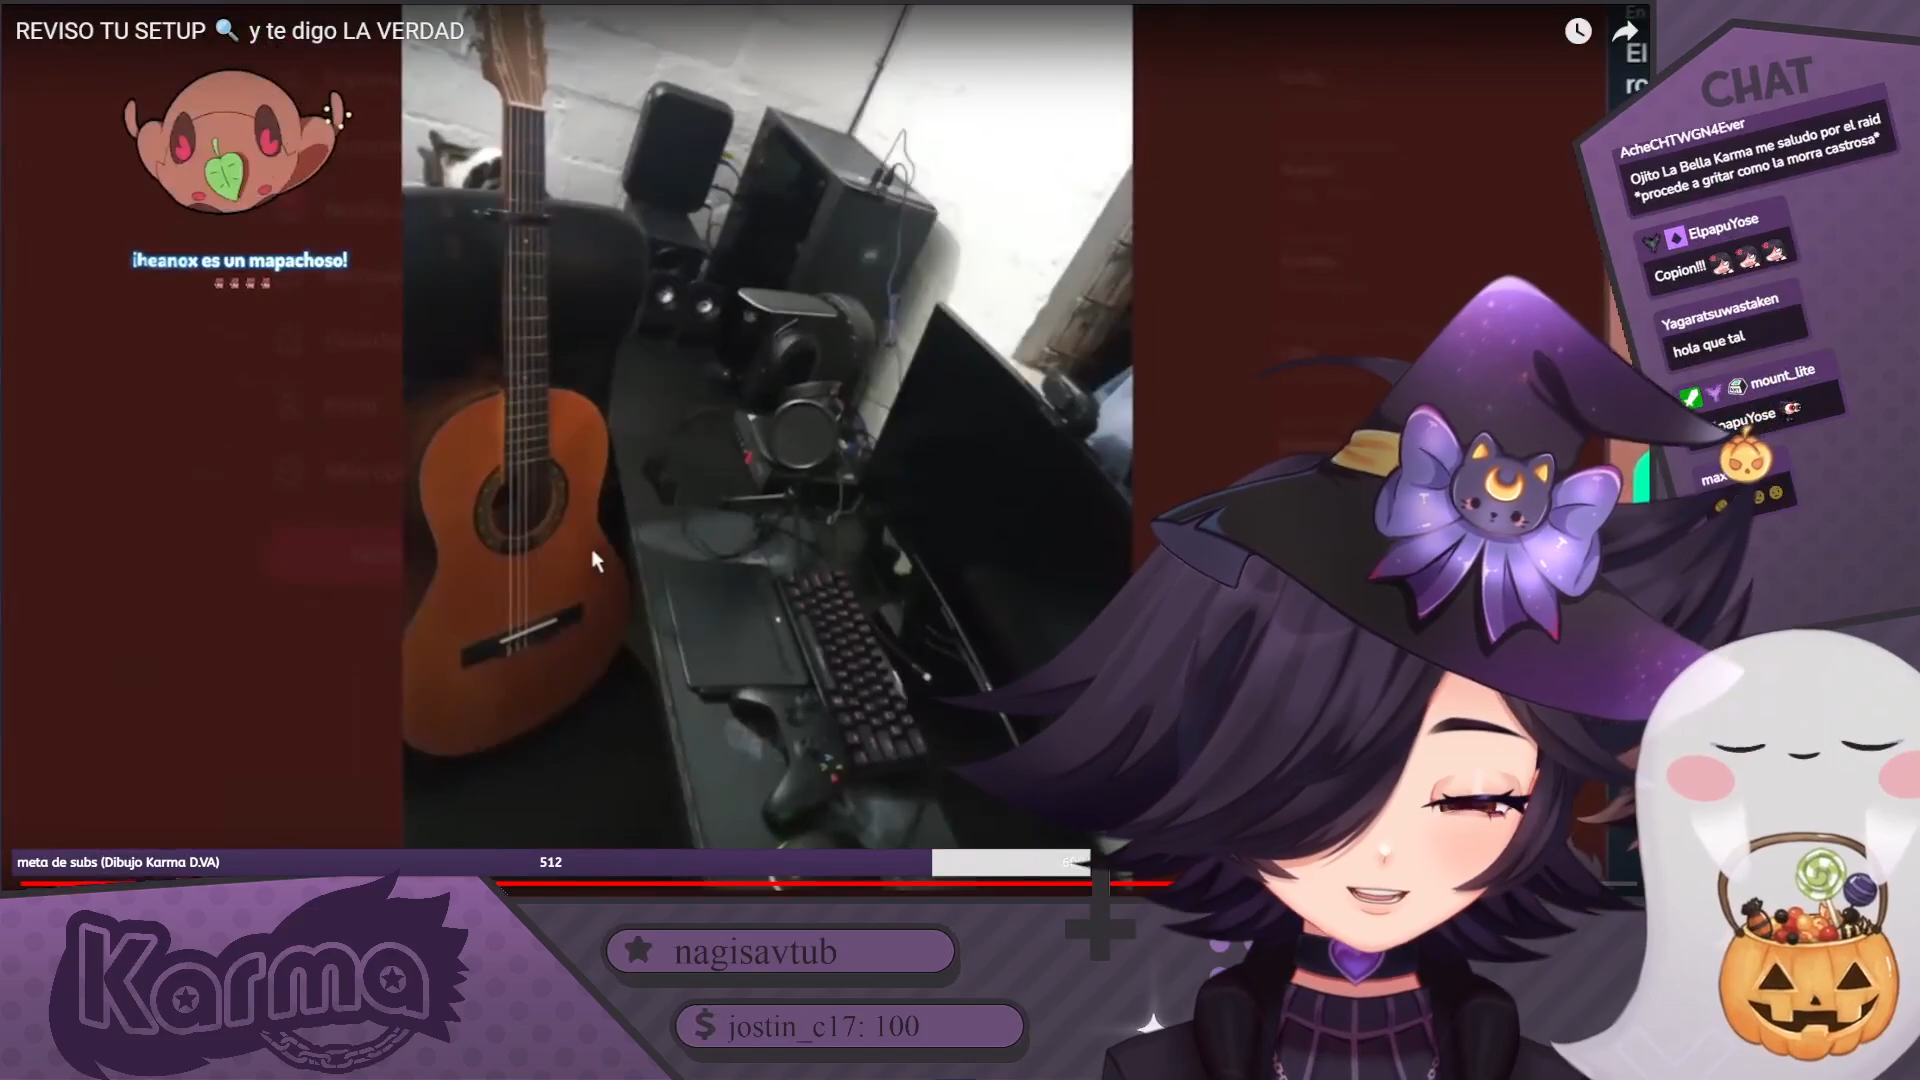 REVISO TU SETUP 🔍 y te digo LA VERDAD
¡heanox es un mapachoso!
El
CHAT
AcheCHTWGN4Ever
Ojito La Bella Karma me saludo por el raid
*procede a gritar como la morra castrosa*
ElpapuYose
Copion!!!
Yagaratsuwastaken
hola que tal
mount_lite
meta de subs (Dibujo Karma D.VA)
512
Karma
nagisavtub
jostin_c17: 100